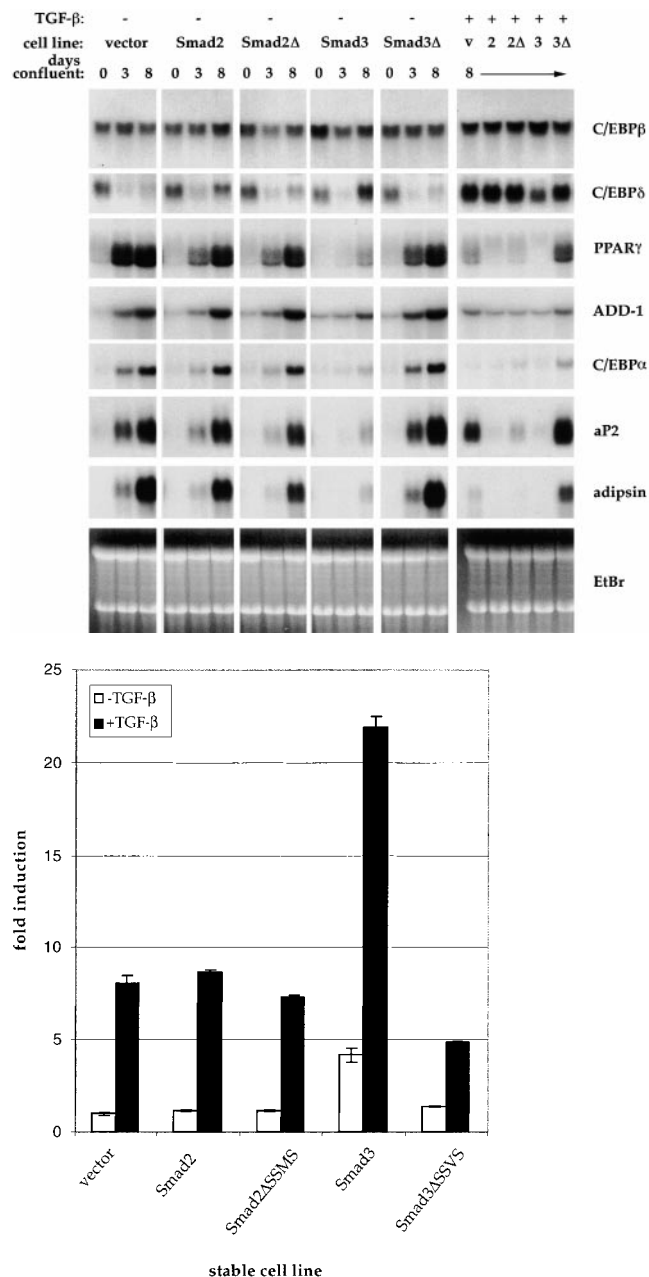 TGF-β: - - - - - + + + + +
cell line: vector Smad2 Smad2Δ Smad3 Smad3Δ v 2 2Δ 3 3Δ
days
confluent: 0 3 8 0 3 8 0 3 8 0 3 8 0 3 8 8
C/EBPβ
C/EBPδ
PPARγ
ADD-1
C/EBPα
aP2
adipsin
EtBr
25
20
15
10
5
0
-TGF-β
+TGF-β
fold induction
vector
Smad2
Smad2ΔSSMS
Smad3
Smad3ΔSSVS
stable cell line